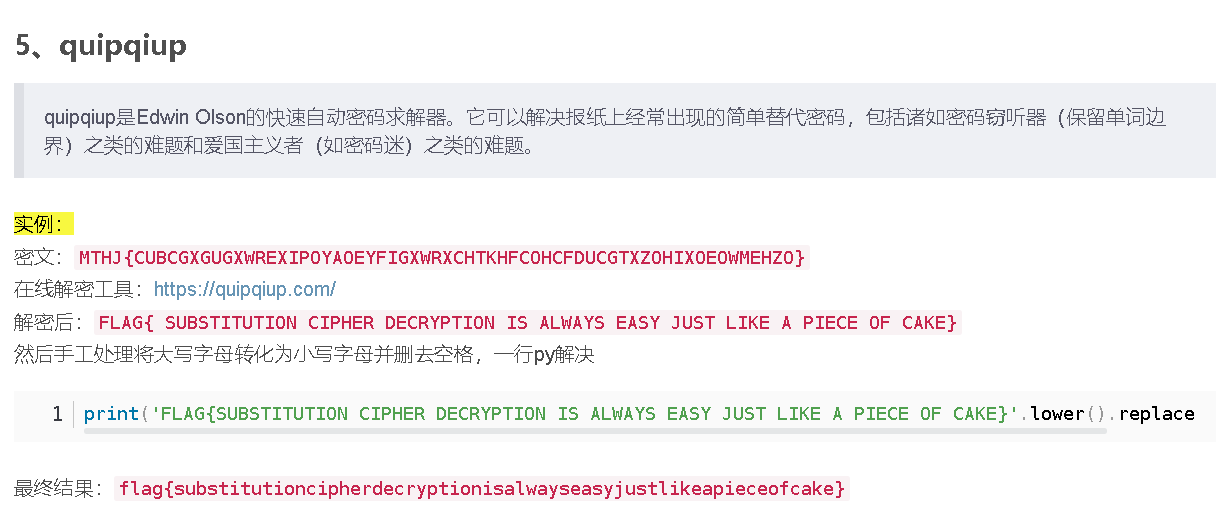 5、quipqiup
quipqiup是Edwin Olson的快速自动密码求解器。它可以解决报纸上经常出现的简单替代密码，包括诸如密码窃听器（保留单词边
界）之类的难题和爱国主义者（如密码迷）之类的难题。
实例：
密文：MTHJ{CUBCGXGUGXWREXIPOYAOEYFIGXWRXCHTKHFCOHCFDUCGTXZOHIXOEOWMEHZO}
在线解密工具：https://quipqiup.com/
解密后：FLAG{ SUBSTITUTION CIPHER DECRYPTION IS ALWAYS EASY JUST LIKE A PIECE OF CAKE}
然后手工处理将大写字母转化为小写字母并删去空格，一行py解决
1 print('FLAG{SUBSTITUTION CIPHER DECRYPTION IS ALWAYS EASY JUST LIKE A PIECE OF CAKE}'.lower().replace
最终结果：flag{substitutioncipherdecryptionisalwayseasyjustlikeapieceofcake}